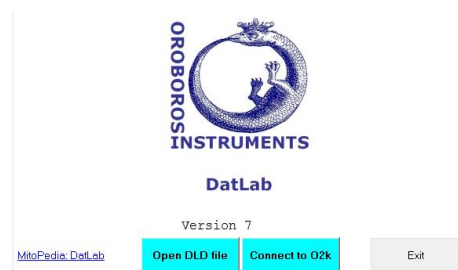 OROBOROS
INSTRUMENTS
DatLab
Version 7
MitoPedia: DatLab
Open DLD file
Connect to O2k
Exit